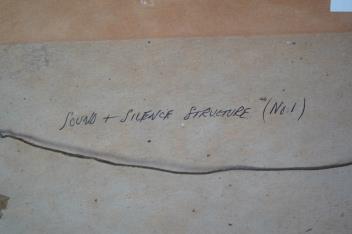 SOUND + SILENCE STRUCTURE (No.1)